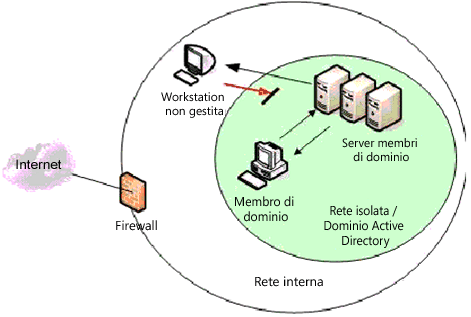 Workstation
non gestita
Server membri
di dominio
Internet
Membro di
dominio
Firewall
Rete isolata /
Dominio Active
Directory
Rete interna